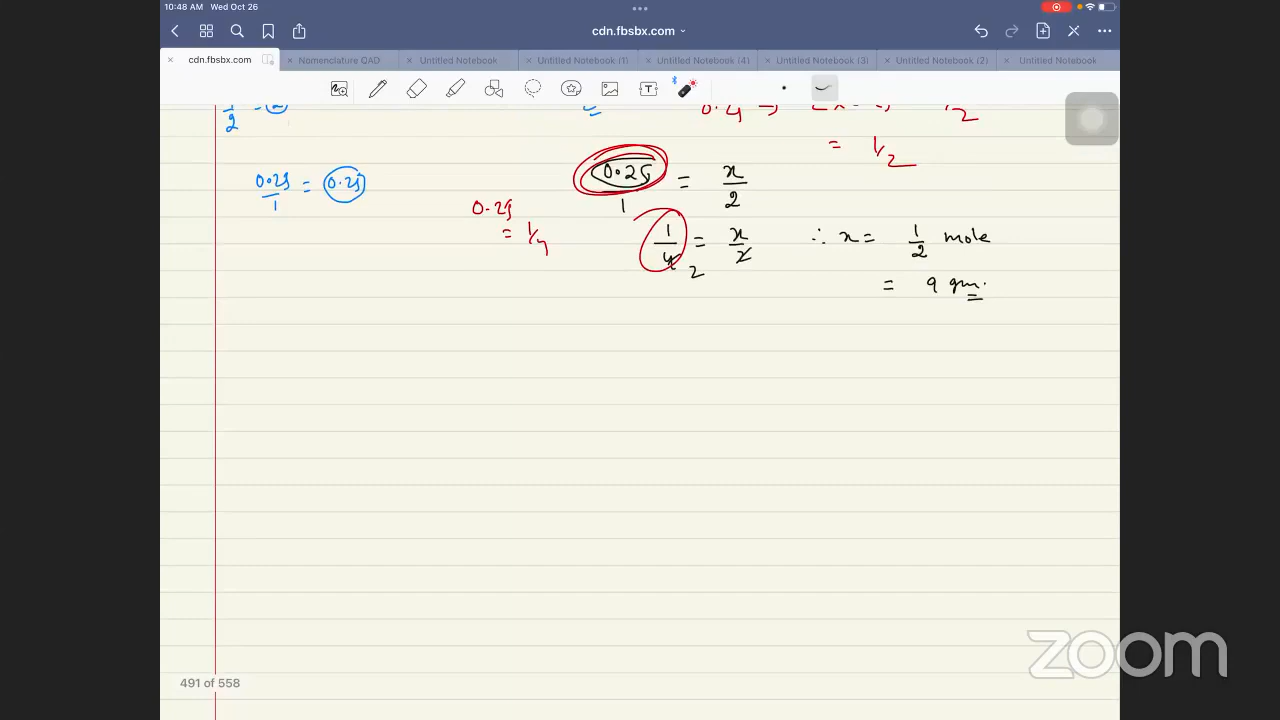 10:48 AM Wed Oct 26
cdn.fbsbx.com
cdn.fbsbx.com Nomenclature QAD Untitled Notebook Untitled Notebook (1) Untitled Notebook (4) Untitled Notebook (3) Untitled Notebook (2) Untitled Notebook
= 1/2
0.25/1 = 0.25
0.25/1 = x/2
0.25
= 1/4
1/4 2 = x/2 ∴ x = 1/2 mole
= 9 gm.
zoom
491 of 558